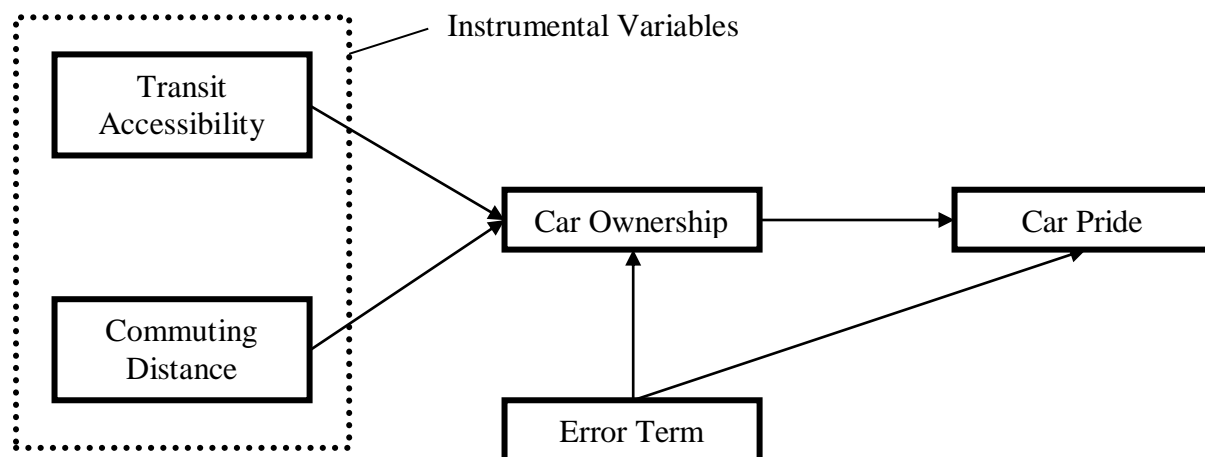 Instrumental Variables
Transit
Accessibility
Car Ownership
Car Pride
Commuting
Distance
Error Term